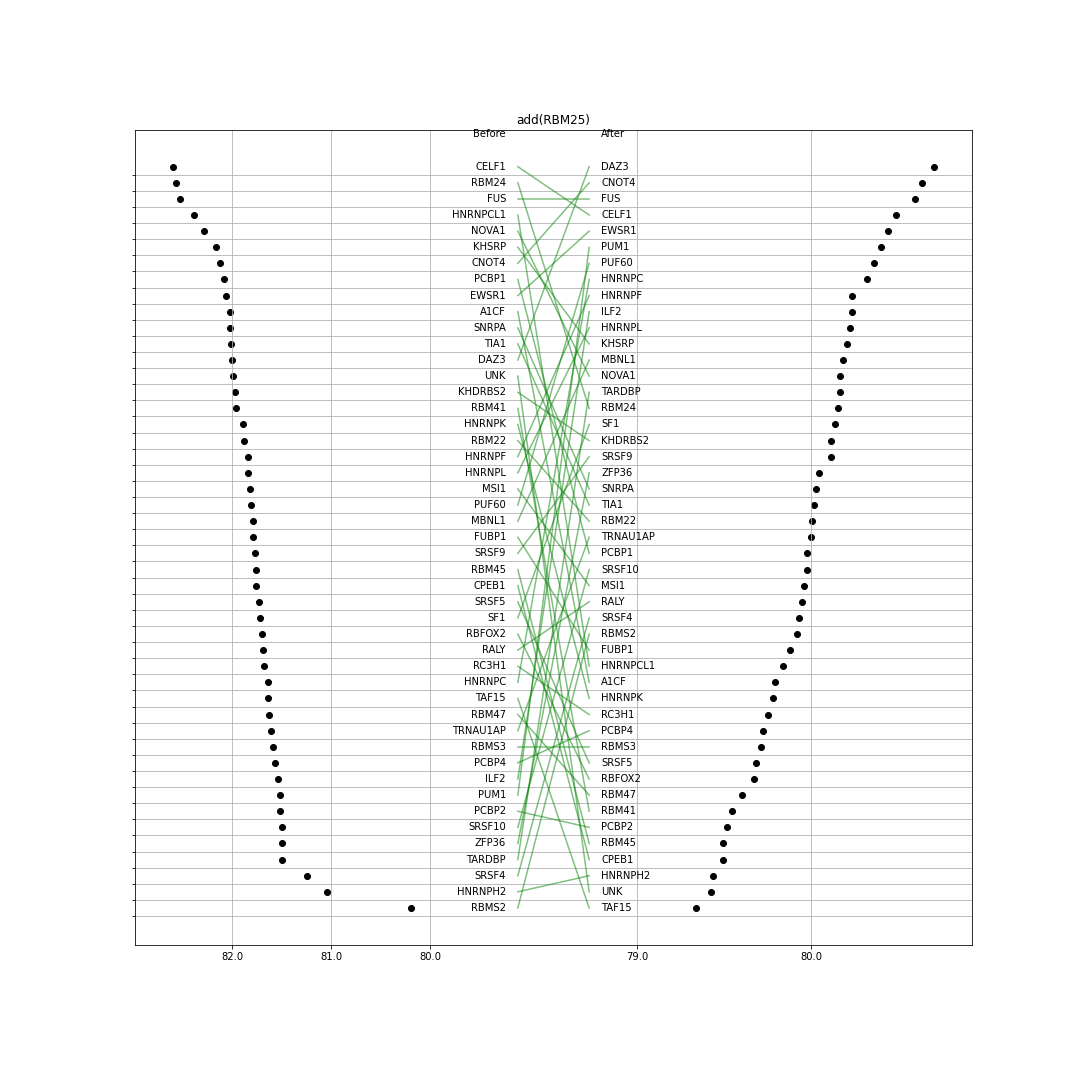 add(RBM25)
Before After
CELF1 DAZ3
RBM24 CNOT4
FUS FUS
HNRNPCL1 CELF1
NOVA1 EWSR1
KHSRP PUM1
CNOT4 PUF60
PCBP1 HNRNPC
EWSR1 HNRNPF
A1CF ILF2
SNRPA HNRNPL
TIA1 KHSRP
DAZ3 MBNL1
UNK NOVA1
KHDRBS2 TARDBP
RBM41 RBM24
HNRNPK SF1
RBM22 KHDRBS2
HNRNPF SRSF9
HNRNPL ZFP36
MSI1 SNRPA
PUF60 TIA1
MBNL1 RBM22
FUBP1 TRNAU1AP
SRSF9 PCBP1
RBM45 SRSF10
CPEB1 MSI1
SRSF5 RALY
SF1 SRSF4
RBFOX2 RBMS2
RALY FUBP1
RC3H1 HNRNPCL1
HNRNPC A1CF
TAF15 HNRNPK
RBM47 RC3H1
TRNAU1AP PCBP4
RBMS3 RBMS3
PCBP4 SRSF5
ILF2 RBFOX2
PUM1 RBM47
PCBP2 RBM41
SRSF10 PCBP2
ZFP36 RBM45
TARDBP CPEB1
SRSF4 HNRNPH2
HNRNPH2 UNK
RBMS2 TAF15
82.0 81.0 80.0 79.0 80.0